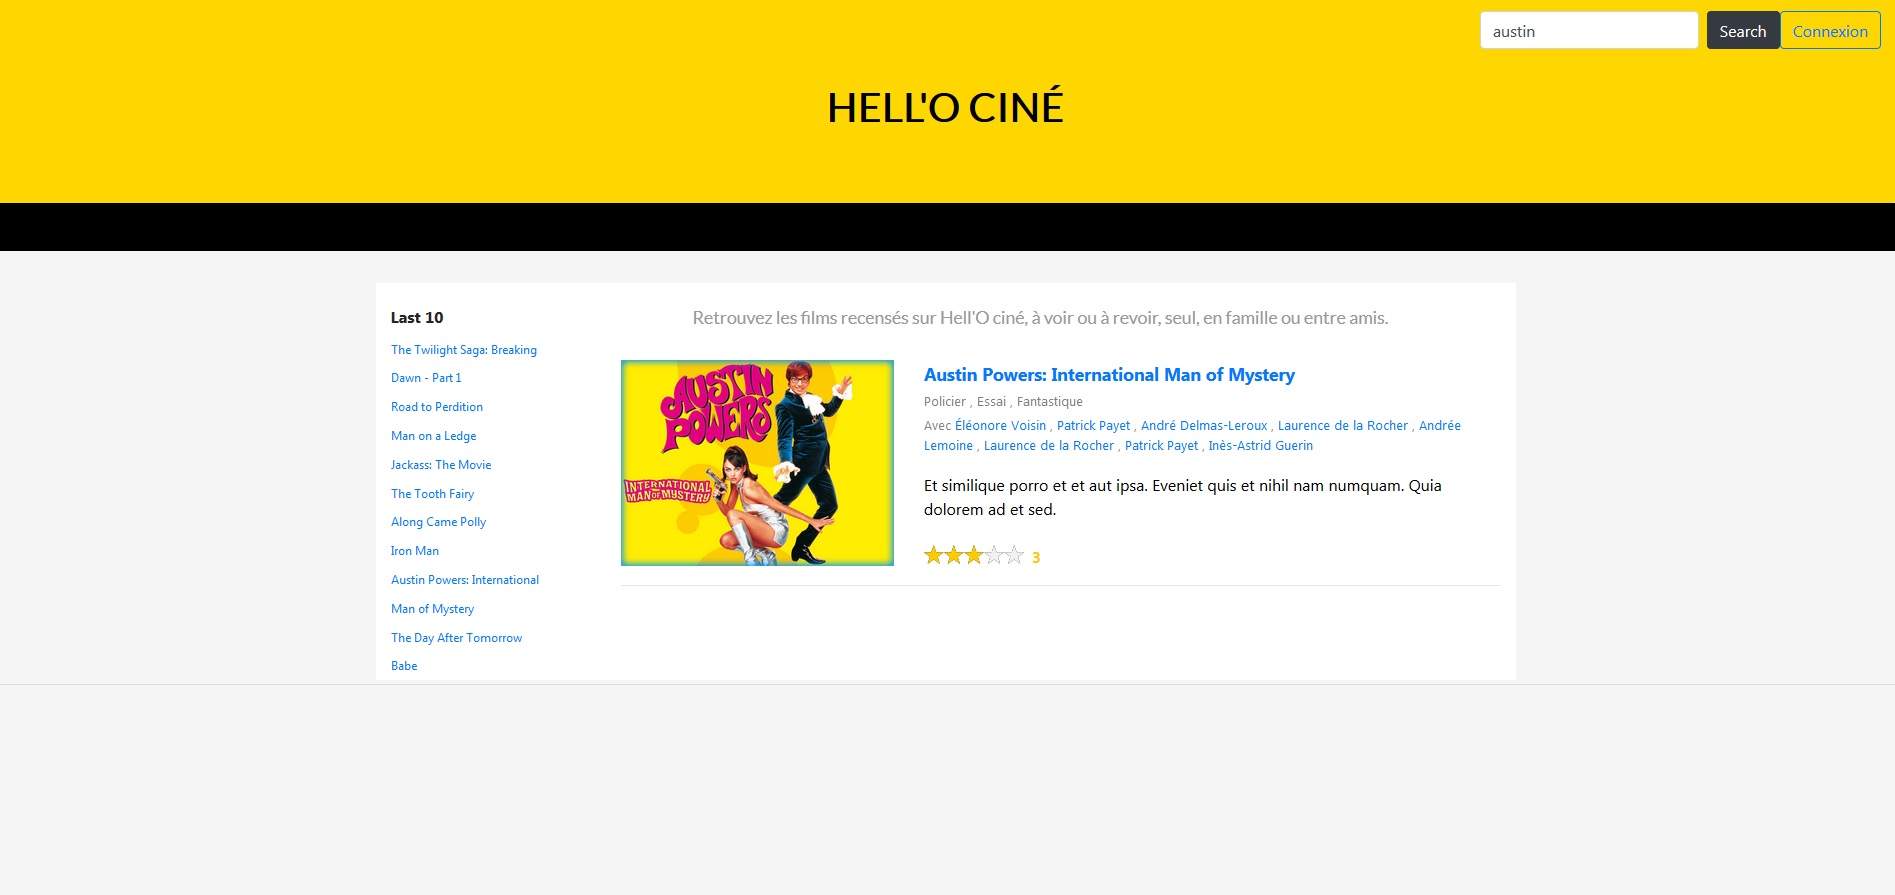 austin
Search
Connexion
HELL'O CINÉ
Last 10
The Twilight Saga: Breaking
Dawn - Part 1
Road to Perdition
Man on a Ledge
Jackass: The Movie
The Tooth Fairy
Along Came Polly
Iron Man
Austin Powers: International
Man of Mystery
The Day After Tomorrow
Babe
Retrouvez les films recensés sur Hell'O ciné, à voir ou à revoir, seul, en famille ou entre amis.
AUSTIN
POWERS
INTERNATIONAL
MAN OF MYSTERY
Austin Powers: International Man of Mystery
Policier , Essai , Fantastique
Avec Éléonore Voisin , Patrick Payet , André Delmas-Leroux , Laurence de la Rocher , Andrée
Lemoine , Laurence de la Rocher , Patrick Payet , Inès-Astrid Guerin
Et similique porro et et aut ipsa. Eveniet quis et nihil nam numquam. Quia
dolorem ad et sed.
3